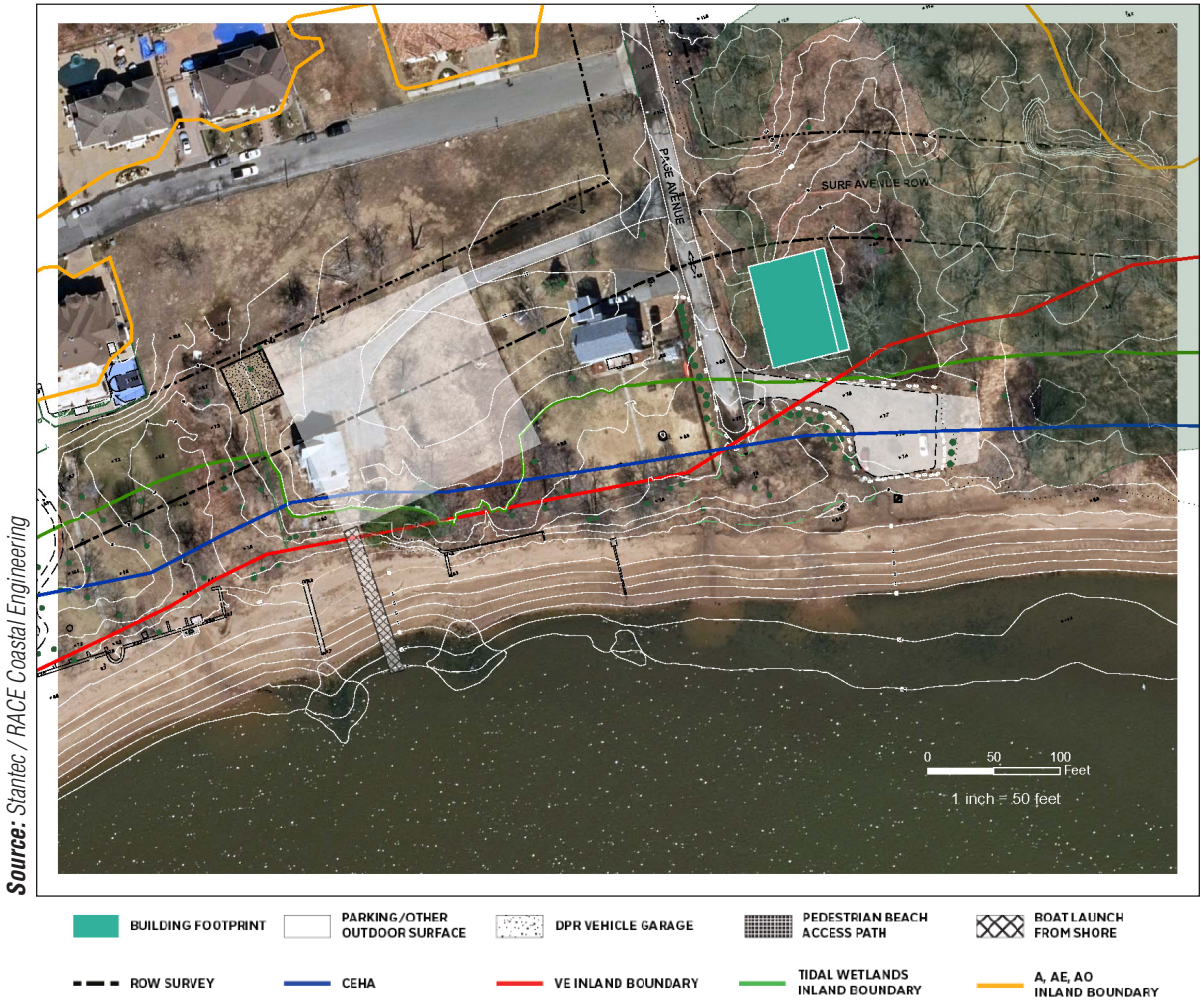 PAGE AVENUE
SURF AVENUE ROW
Source: Stantec / RACE Coastal Engineering
0 50 100
Feet
1 inch = 50 feet
BUILDING FOOTPRINT
PARKING/OTHER
OUTDOOR SURFACE
DPR VEHICLE GARAGE
PEDESTRIAN BEACH
ACCESS PATH
BOAT LAUNCH
FROM SHORE
ROW SURVEY
CEHA
VE INLAND BOUNDARY
TIDAL WETLANDS
INLAND BOUNDARY
A, AE, AO
INLAND BOUNDARY